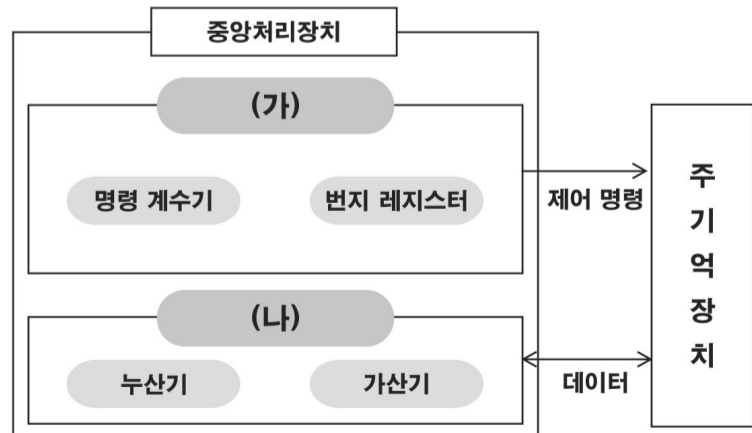 중앙처리장치
(가)
명령 계수기
번지 레지스터
제어 명령
주
기
억
장
치
(나)
누산기
가산기
데이터